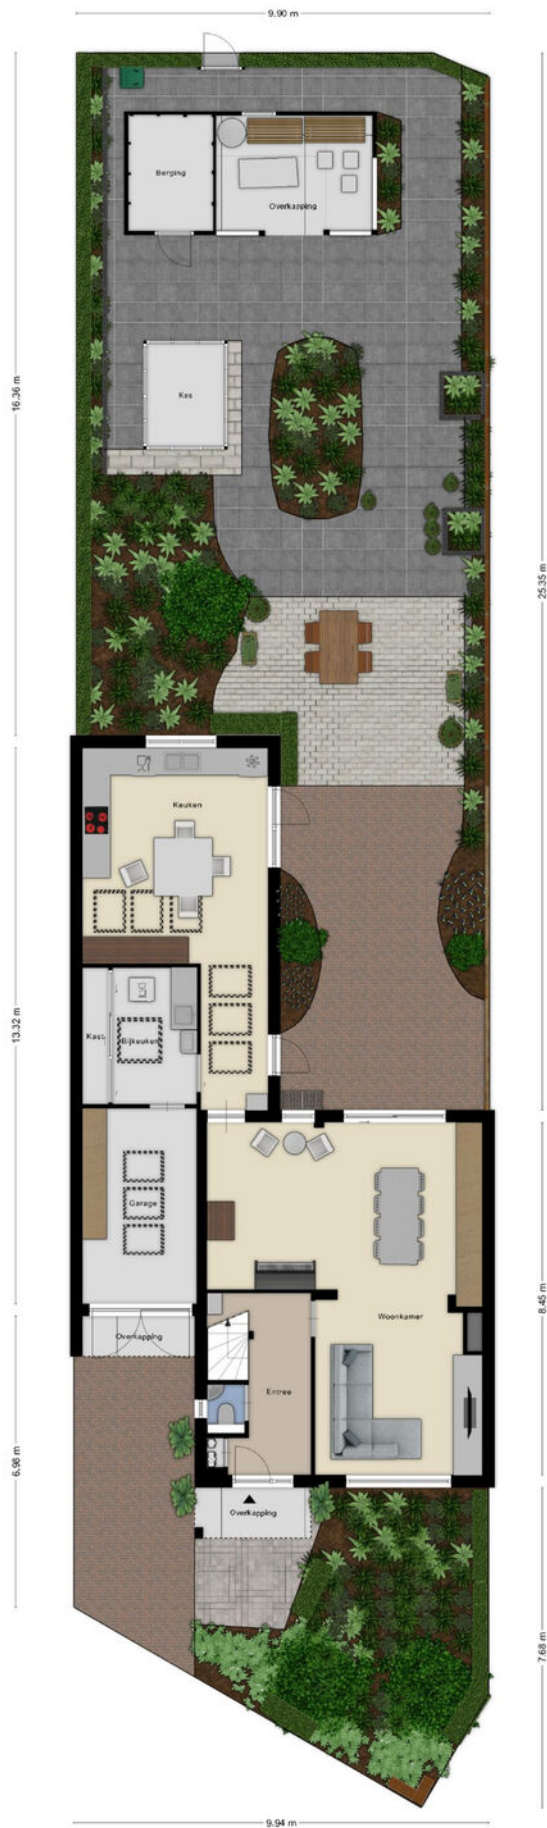 9.90 m
Berging
Overkapping
16.36 m
Kas
25.35 m
Keuken
13.32 m
Kast
Bijkeuken
Garage
8.45 m
Woonkamer
Overkapping
Entree
6.98 m
Overkapping
7.68 m
9.94 m